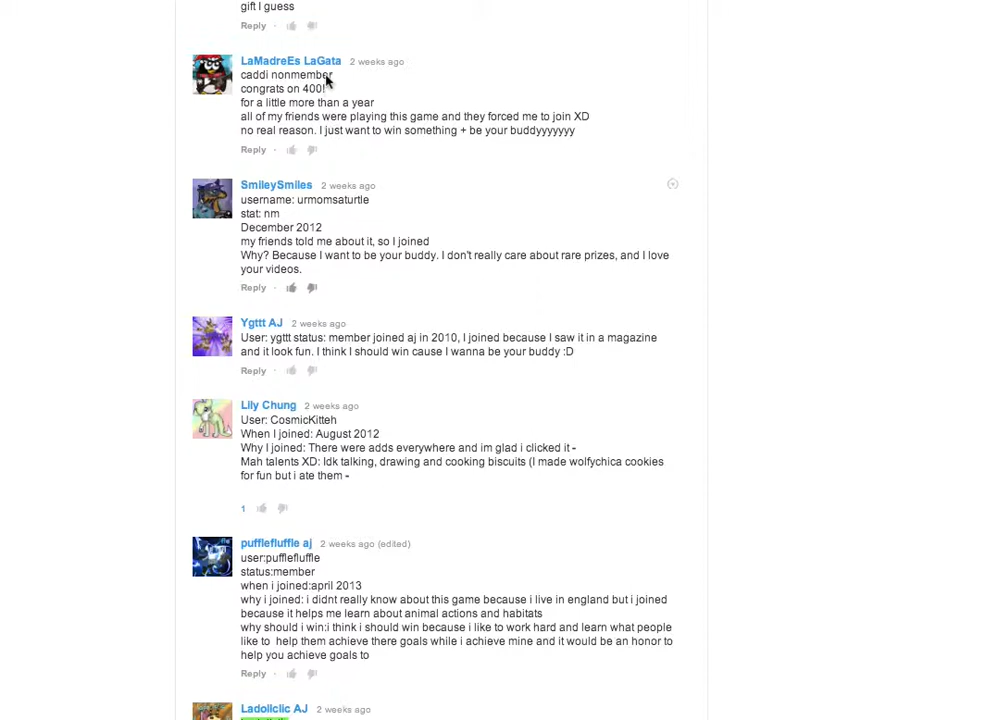 gift I guess
Reply ·
LaMadreEs LaGata 2 weeks ago
caddi nonmember
congrats on 400!
for a little more than a year
all of my friends were playing this game and they forced me to join XD
no real reason. I just want to win something + be your buddyyyyyyy
Reply ·
SmileySmiles 2 weeks ago
username: urmomsaturtle
stat: nm
December 2012
my friends told me about it, so I joined
Why? Because I want to be your buddy. I don't really care about rare prizes, and I love
your videos.
Reply ·
Ygttt AJ 2 weeks ago
User: ygttt status: member joined aj in 2010, I joined because I saw it in a magazine
and it look fun. I think I should win cause I wanna be your buddy :D
Reply ·
Lily Chung 2 weeks ago
User: CosmicKitteh
When I joined: August 2012
Why I joined: There were adds everywhere and im glad i clicked it -
Mah talents XD: Idk talking, drawing and cooking biscuits (I made wolfychica cookies
for fun but i ate them -
1
pufflefluffle aj 2 weeks ago (edited)
user:pufflefluffle
status:member
when i joined:april 2013
why i joined: i didnt really know about this game because i live in england but i joined
because it helps me learn about animal actions and habitats
why should i win:i think i should win because i like to work hard and learn what people
like to help them achieve there goals while i achieve mine and it would be an honor to
help you achieve goals to
Reply ·
Ladoliclic AJ 2 weeks ago